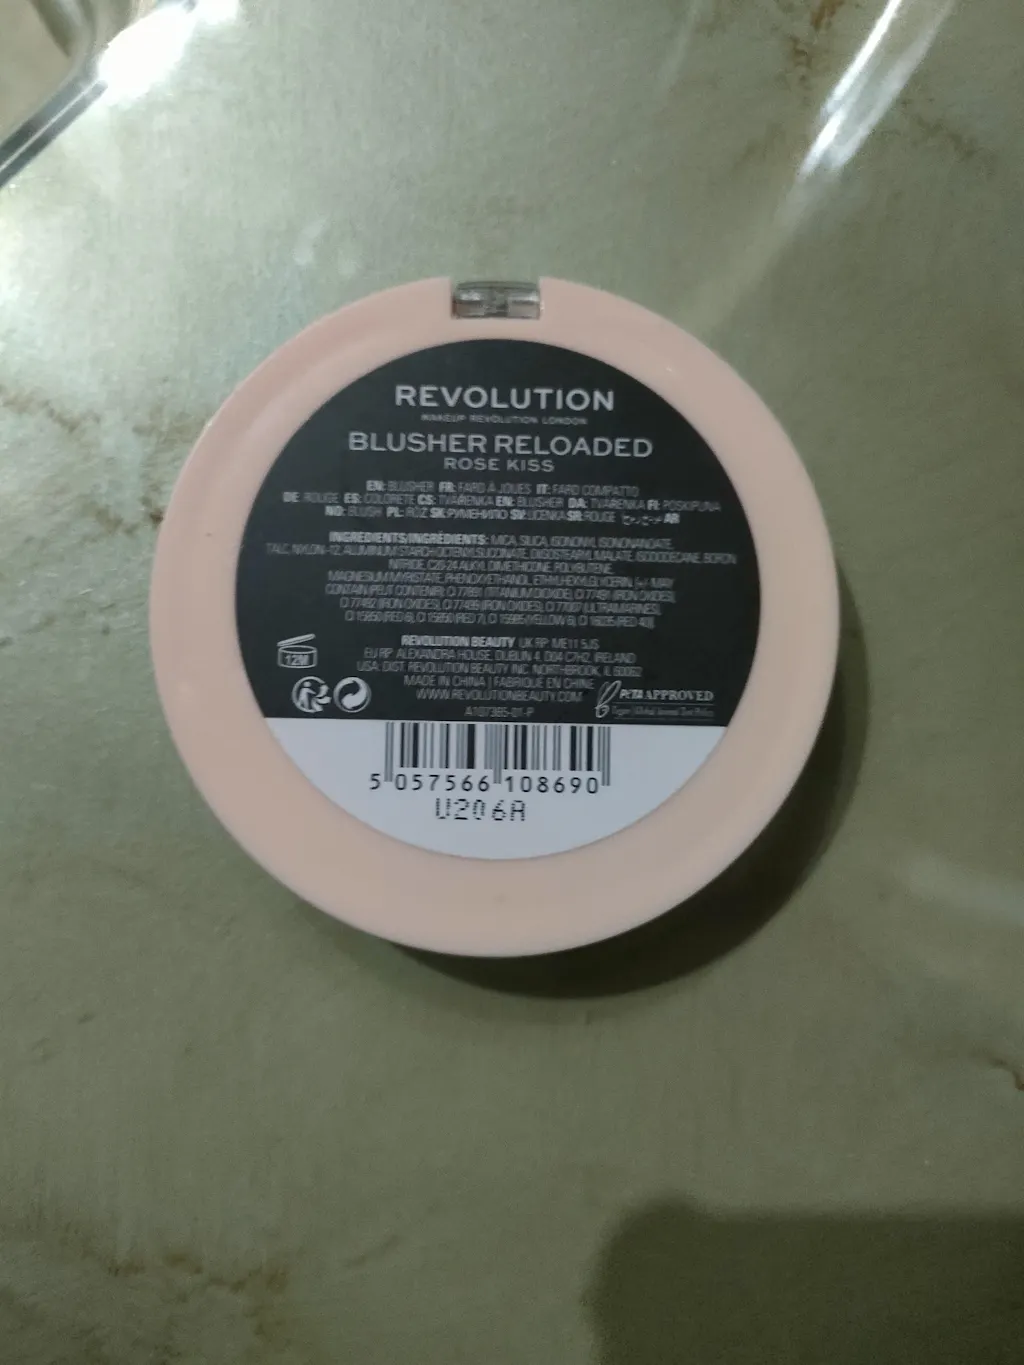 REVOLUTION
MAKEUP REVOLUTION LONDON
BLUSHER RELOADED
ROSE KISS
EN: BLUSHER FR: FARD À JOUES IT: FARD COMPATTO
DE: ROUGE ES: COLORETE CS: TVÁŘENKA EN: BLUSHER DA: TVÁŘENKA FI: POSKIPUNA
NO: BLUSH PL: RÓŻ SK: РУМЕНИЛО SV: LÍCENKA SR: ROUGE AR
INGREDIENTS/INGRÉDIENTS: MICA, SILICA, ISONONYL ISONONANOATE,
TALC, NYLON-12, ALUMINUM STARCH OCTENYLSUCCINATE, DIISOSTEARYL MALATE, ISODODECANE, BORON
NITRIDE, C20-24 ALKYL DIMETHICONE, POLYBUTENE,
MAGNESIUM MYRISTATE, PHENOXYETHANOL, ETHYLHEXYLGLYCERIN, [+/- MAY
CONTAIN (PEUT CONTENIR): CI 77891 (TITANIUM DIOXIDE), CI 77491 (IRON OXIDES),
CI 77492 (IRON OXIDES), CI 77499 (IRON OXIDES), CI 77007 (ULTRAMARINES),
CI 15850 (RED 6), CI 15850 (RED 7), CI 15985 (YELLOW 6), CI 16035 (RED 40)]
REVOLUTION BEAUTY UK RP: ME11 5JS
EU RP: ALEXANDRA HOUSE, DUBLIN 4, D04 C7H2, IRELAND
USA: DIST. REVOLUTION BEAUTY INC. NORTHBROOK, IL 60062
12M
MADE IN CHINA | FABRIQUÉ EN CHINE
WWW.REVOLUTIONBEAUTY.COM
PETA APPROVED
A107365-01-P
5 057566 108690
U206A